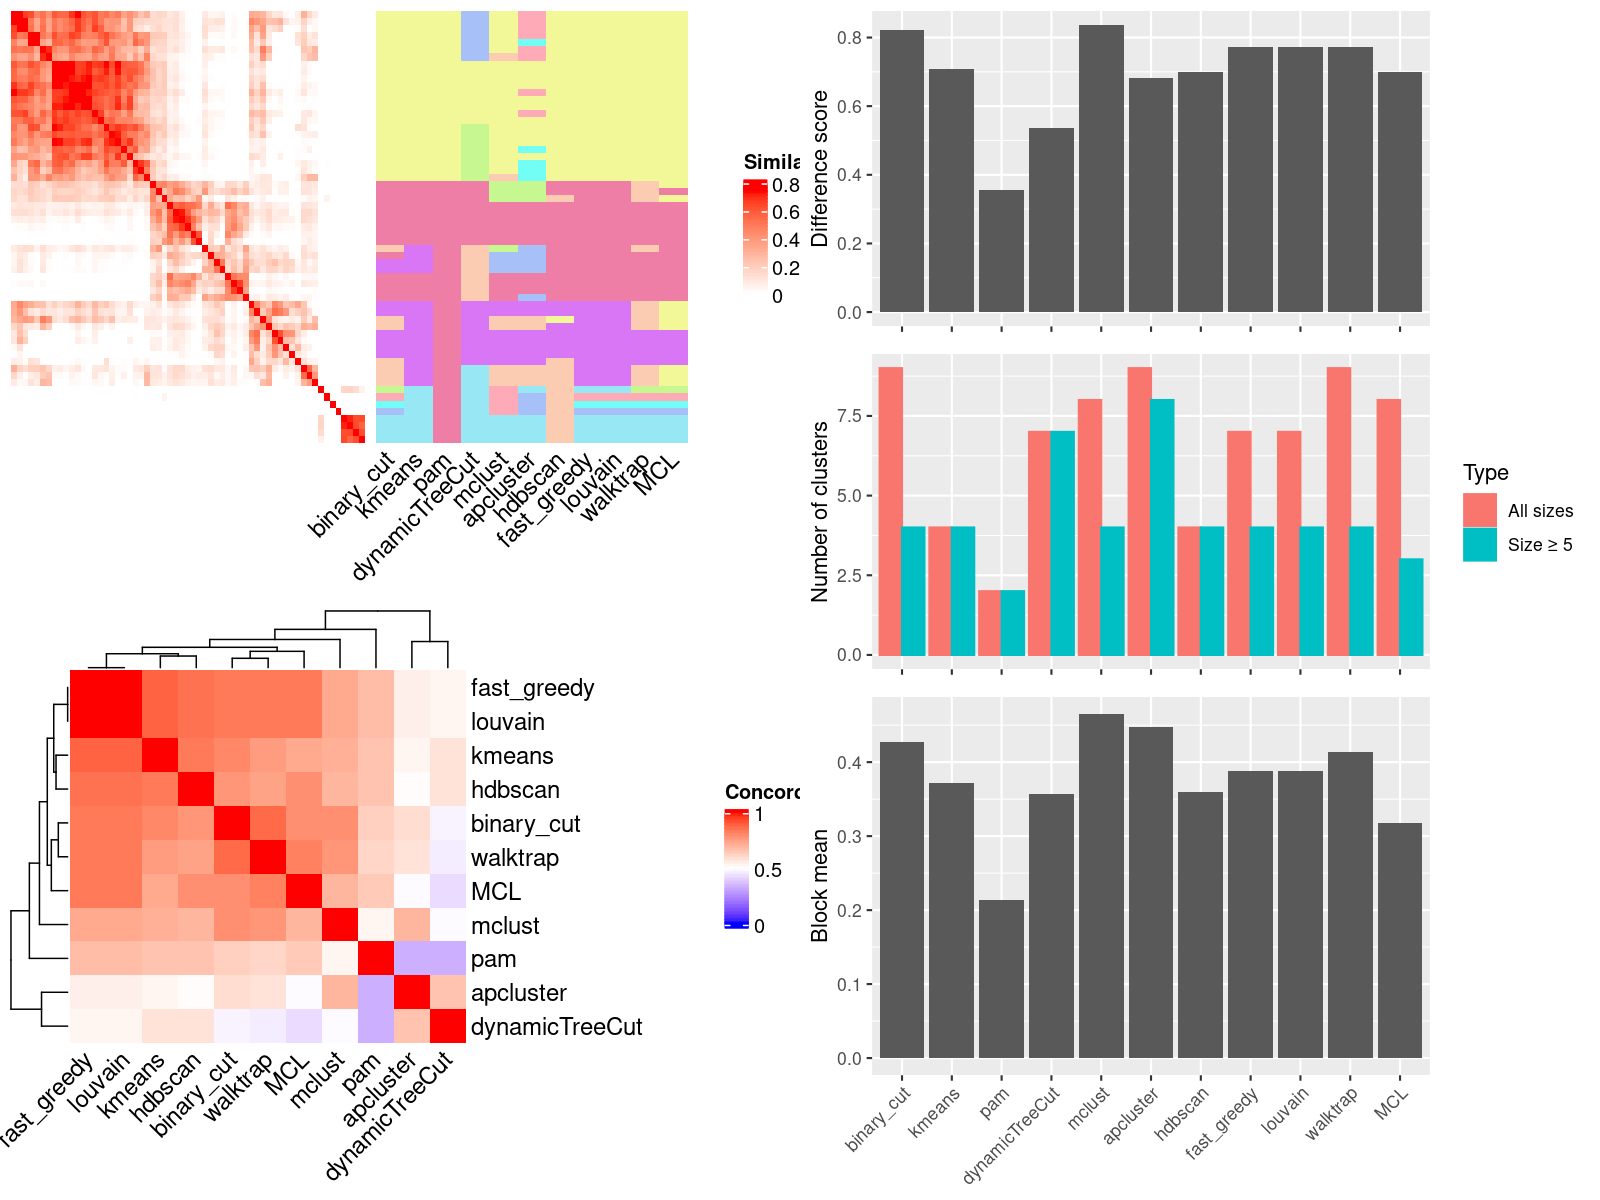 Simila
0.8
0.6
0.4
0.2
0
binary_cut
kmeans
pam
dynamicTreeCut
mclust
apcluster
hdbscan
fast_greedy
louvain
walktrap
MCL
Difference score
0.8
0.6
0.4
0.2
0.0
Number of clusters
7.5
5.0
2.5
0.0
Type
All sizes
Size ≥ 5
fast_greedy
louvain
kmeans
hdbscan
binary_cut
walktrap
MCL
mclust
pam
apcluster
dynamicTreeCut
fast_greedy
louvain
kmeans
hdbscan
binary_cut
walktrap
MCL
mclust
pam
apcluster
dynamicTreeCut
Concord
1
0.5
0
Block mean
0.4
0.3
0.2
0.1
0.0
binary_cut
kmeans
pam
dynamicTreeCut
mclust
apcluster
hdbscan
fast_greedy
louvain
walktrap
MCL